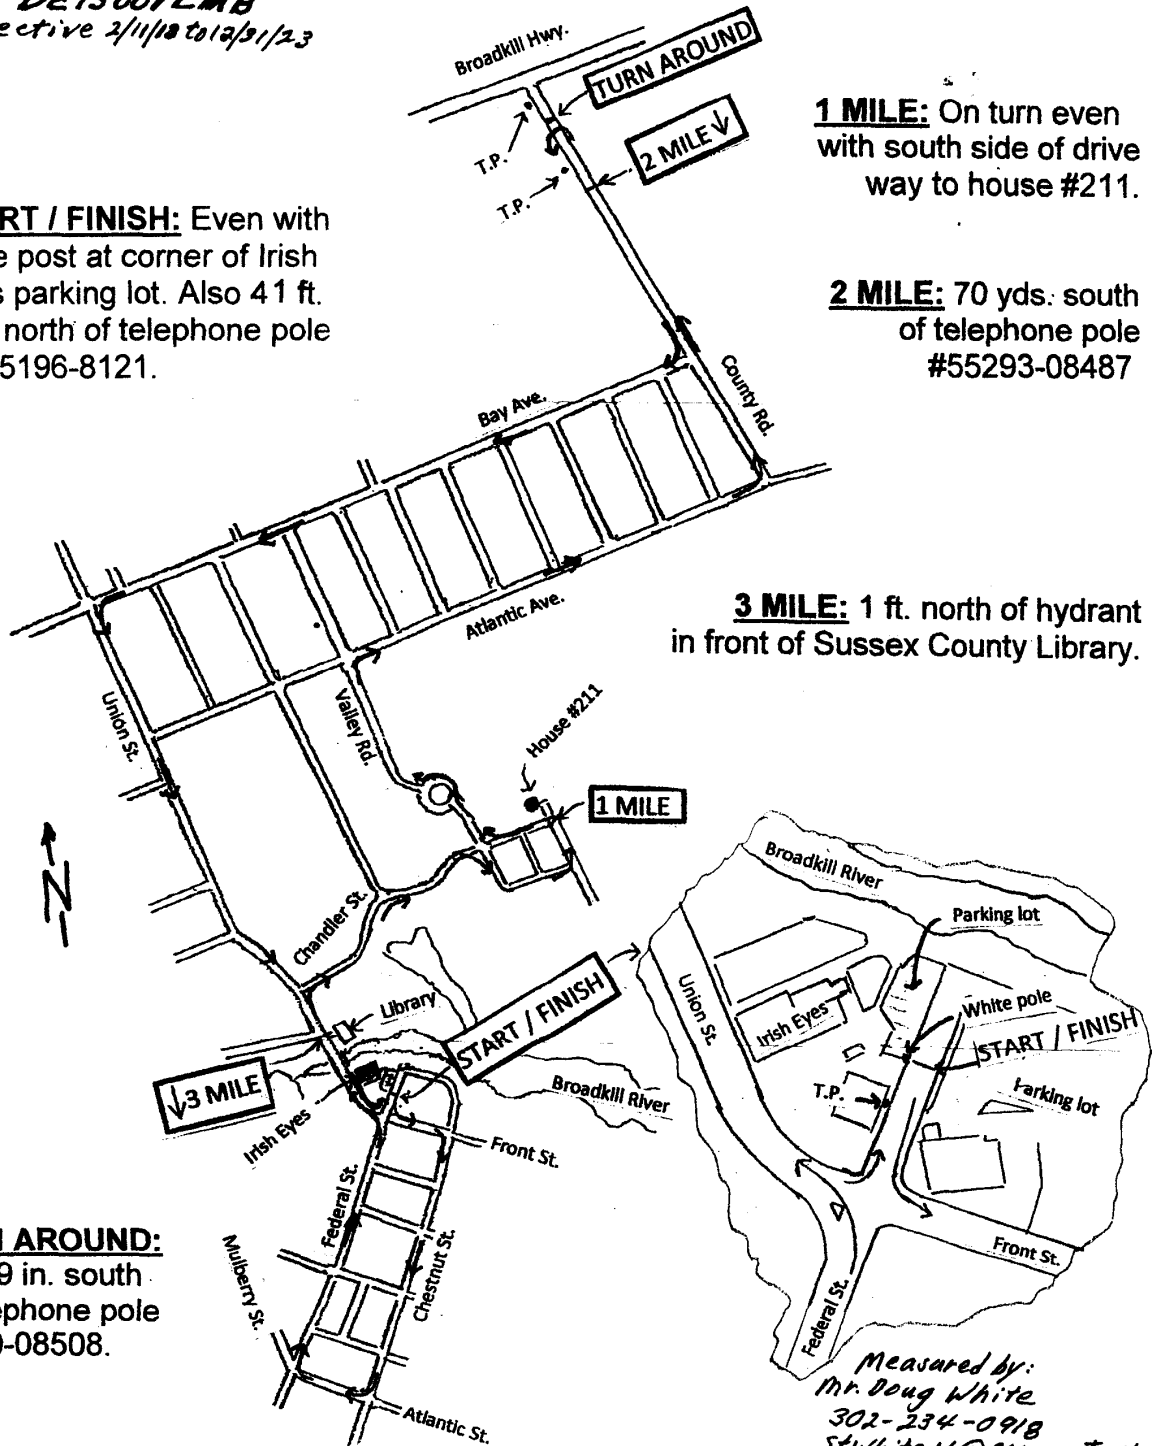 DE13001LMB
ective 2/11/18 to 12/31/23
Broadkill Hwy.
TURN AROUND
T.P.
2 MILE ↓
T.P.
1 MILE: On turn even
with south side of drive
way to house #211.
RT / FINISH: Even with
e post at corner of Irish
s parking lot. Also 41 ft.
north of telephone pole
5196-8121.
2 MILE: 70 yds. south
of telephone pole
#55293-08487
County Rd.
Bay Ave.
Atlantic Ave.
3 MILE: 1 ft. north of hydrant
in front of Sussex County Library.
Union St.
Valley Rd.
House #211
1 MILE
N
Chandler St.
Library
START / FINISH
↓3 MILE
Irish Eyes
Broadkill River
Front St.
Federal St.
Chestnut St.
Mulberry St.
Atlantic St.
Broadkill River
Parking lot
Union St.
Irish Eyes
White pole
START / FINISH
T.P.
Parking lot
Front St.
Federal St.
AROUND:
9 in. south
ephone pole
-08508.
Measured by:
Mr. Doug White
302-234-0918